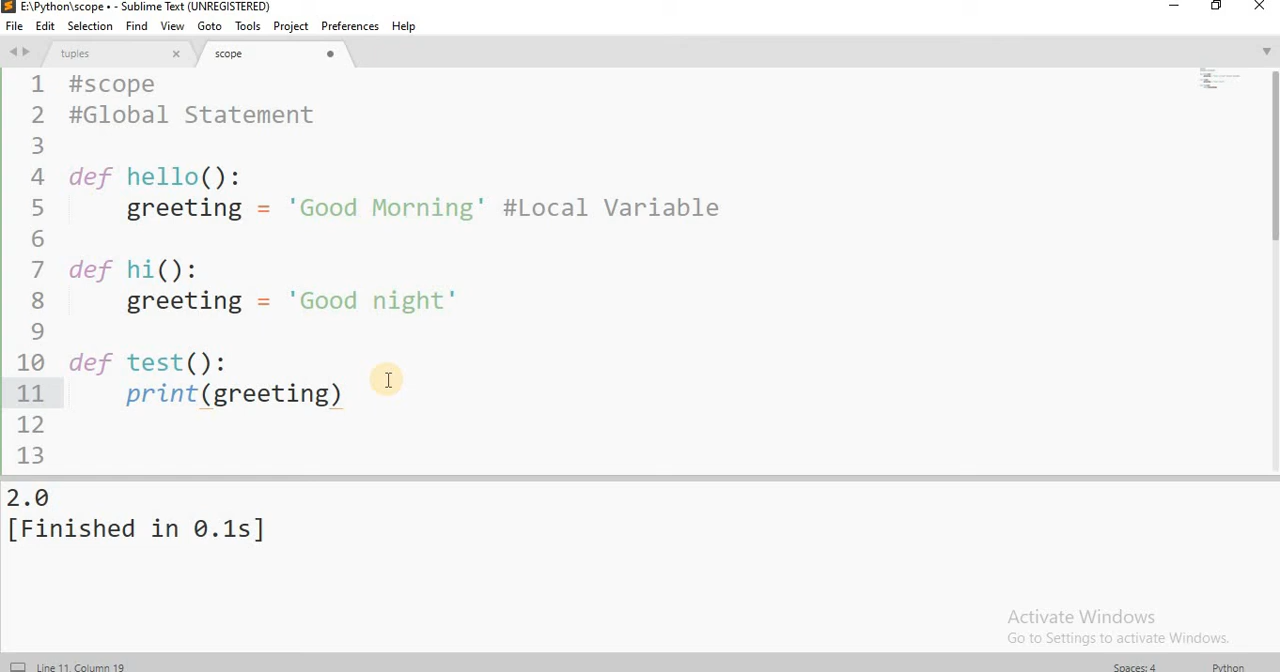 E:\Python\scope • - Sublime Text (UNREGISTERED)
File Edit Selection Find View Goto Tools Project Preferences Help
tuples scope
1 #scope
2 #Global Statement
3
4 def hello():
5 greeting = 'Good Morning' #Local Variable
6
7 def hi():
8 greeting = 'Good night'
9
10 def test():
11 print(greeting)
12
13
2.0
[Finished in 0.1s]
Activate Windows
Go to Settings to activate Windows.
Line 11, Column 19 Spaces: 4 Python